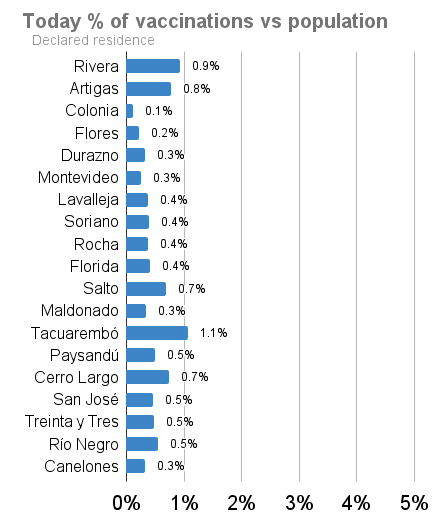 Today % of vaccinations vs population
Declared residence
Rivera 0.9%
Artigas 0.8%
Colonia 0.1%
Flores 0.2%
Durazno 0.3%
Montevideo 0.3%
Lavalleja 0.4%
Soriano 0.4%
Rocha 0.4%
Florida 0.4%
Salto 0.7%
Maldonado 0.3%
Tacuarembó 1.1%
Paysandú 0.5%
Cerro Largo 0.7%
San José 0.5%
Treinta y Tres 0.5%
Río Negro 0.5%
Canelones 0.3%
0% 1% 2% 3% 4% 5%